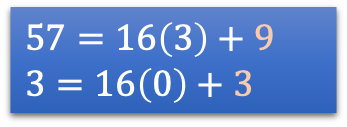 57 = 16(3) + 9
3 = 16(0) + 3